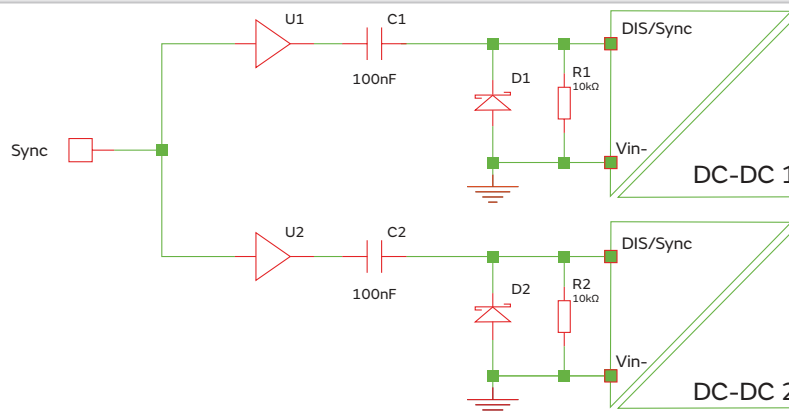 U1
C1
DIS/Sync
100nF
D1
R1
10kΩ
Sync
Vin-
DC-DC 1
U2
C2
DIS/Sync
100nF
D2
R2
10kΩ
Vin-
DC-DC 2